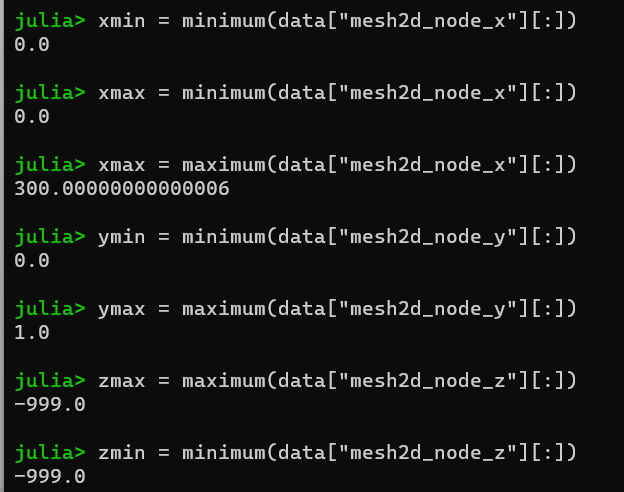 julia> xmin = minimum(data["mesh2d_node_x"][:])
0.0
julia> xmax = minimum(data["mesh2d_node_x"][:])
0.0
julia> xmax = maximum(data["mesh2d_node_x"][:])
300.00000000000006
julia> ymin = minimum(data["mesh2d_node_y"][:])
0.0
julia> ymax = maximum(data["mesh2d_node_y"][:])
1.0
julia> zmax = maximum(data["mesh2d_node_z"][:])
-999.0
julia> zmin = minimum(data["mesh2d_node_z"][:])
-999.0